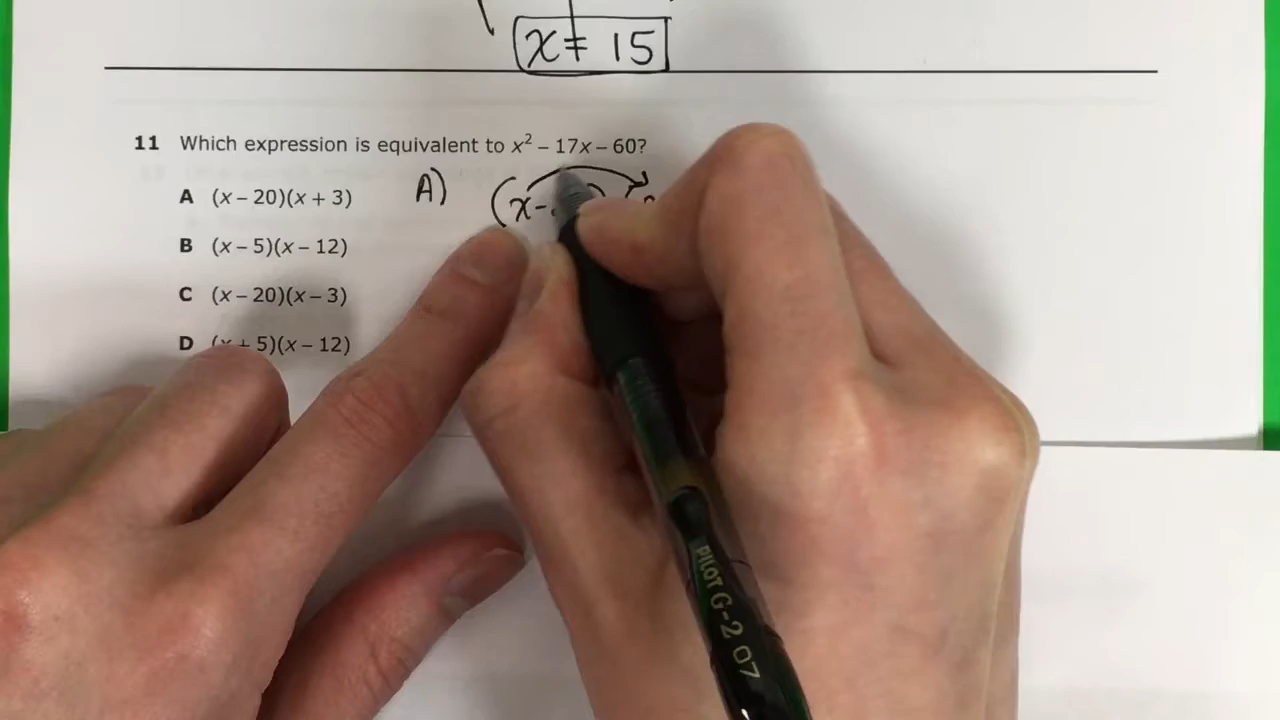 x = 15
11 Which expression is equivalent to x² – 17x – 60?
A (x – 20)(x + 3)
A) (x-
B (x – 5)(x – 12)
C (x – 20)(x – 3)
D (x + 5)(x – 12)
PILOT G-2 07